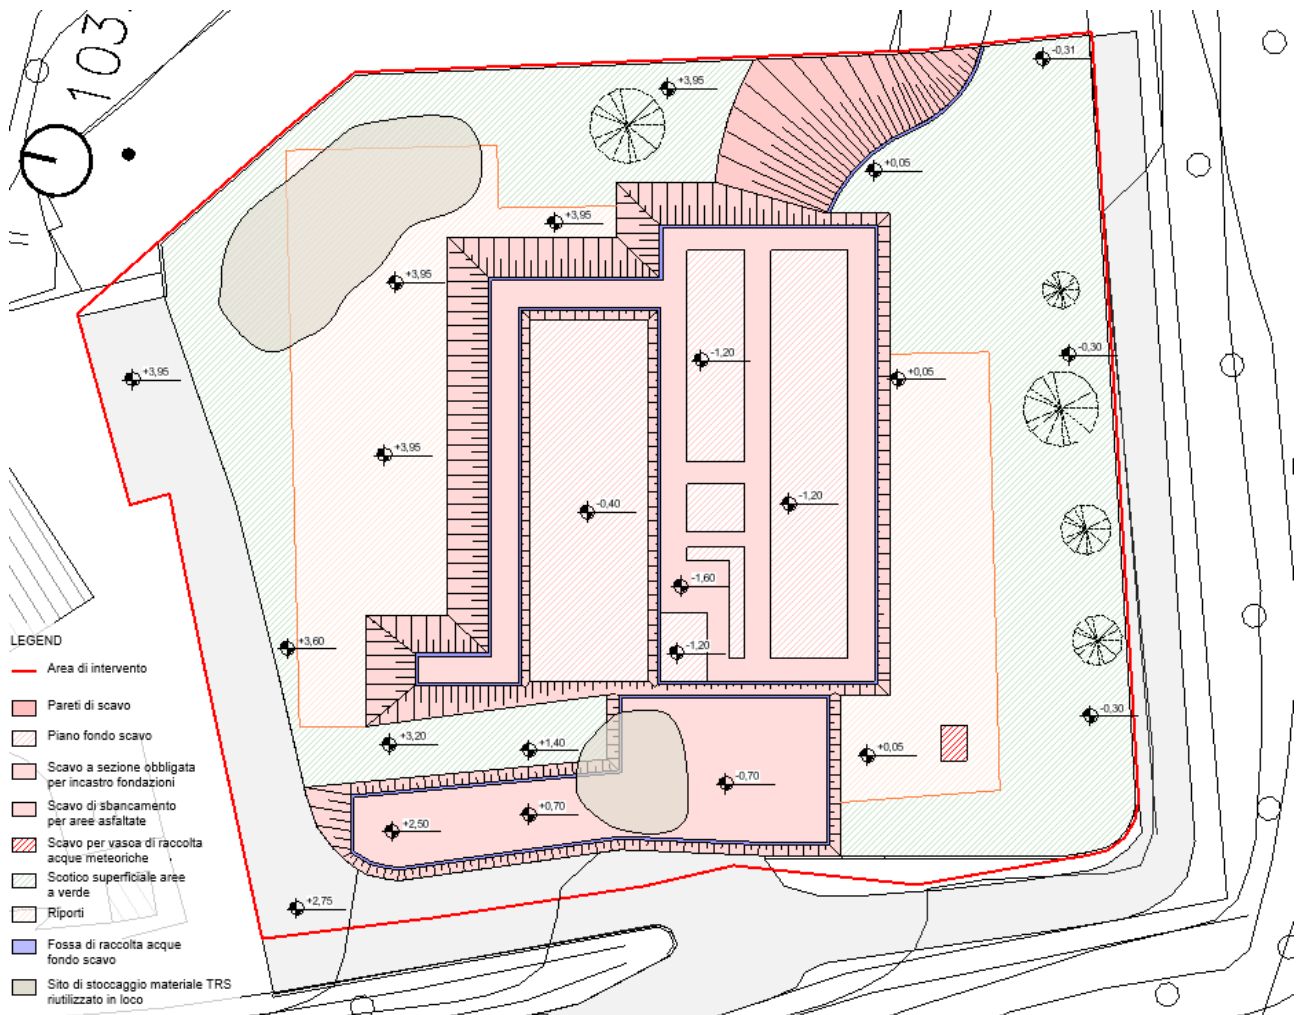 103
-0,31
+3,95
+0,05
+3,95
+3,95
-1,20
-0,30
+3,95
+0,05
+3,95
-0,40
-1,20
-1,60
+3,60
-1,20
-0,30
+3,20
+1,40
+0,05
-0,70
+0,70
+2,50
+2,75
LEGEND
Area di intervento
Pareti di scavo
Piano fondo scavo
Scavo a sezione obbligata
per incastro fondazioni
Scavo di sbancamento
per aree asfaltate
Scavo per vasca di raccolta
acque meteoriche
Scotico superficiale aree
a verde
Riporti
Fossa di raccolta acque
fondo scavo
Sito di stoccaggio materiale TRS
riutilizzato in loco